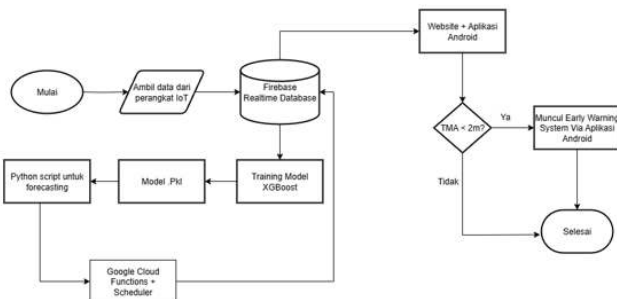 Website + Aplikasi
Android
Mulai
Ambil data dari
perangkat IoT
Firebase
Realtime Database
TMA < 2m?
Ya
Muncul Early Warning
System Via Aplikasi
Android
Tidak
Python script untuk
forecasting
Model .Pkl
Training Model
XGBoost
Selesai
Google Cloud
Functions +
Scheduler